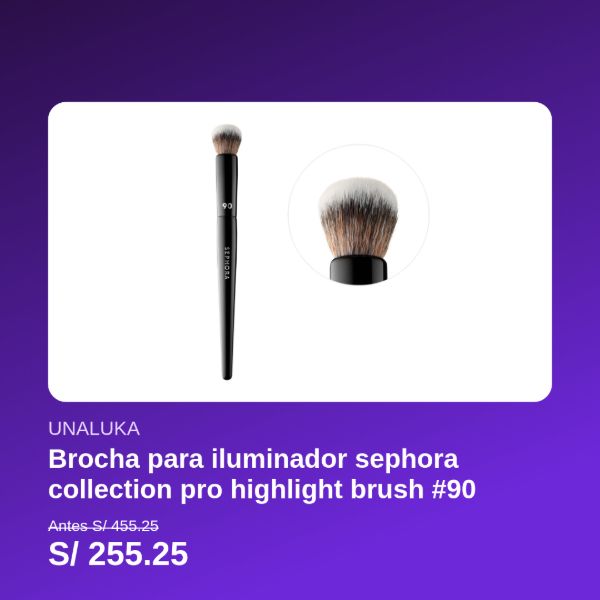 90
SEPHORA
UNALUKA
Brocha para iluminador sephora
collection pro highlight brush #90
Antes S/ 455.25
S/ 255.25